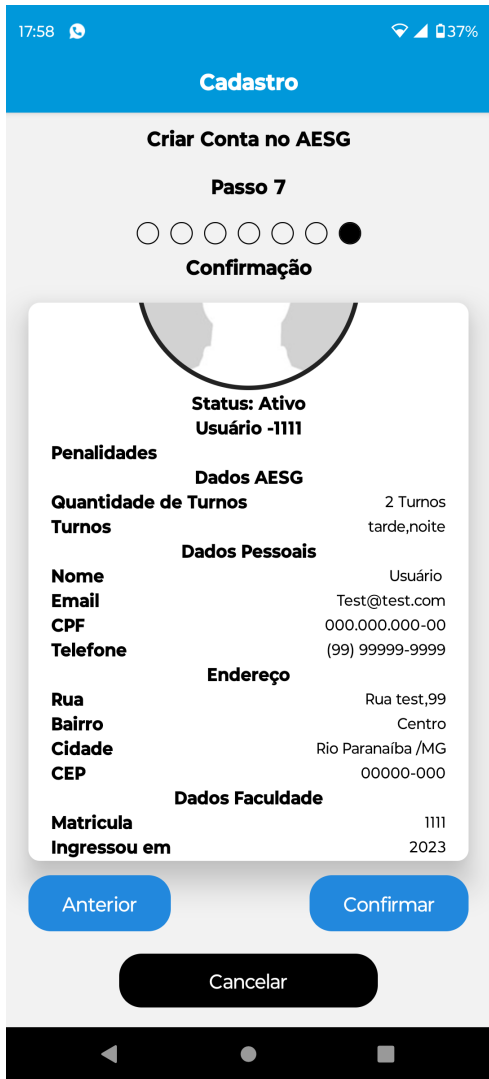 17:58 37%
Cadastro
Criar Conta no AESG
Passo 7
Confirmação
Status: Ativo
Usuário -1111
Penalidades
Dados AESG
Quantidade de Turnos 2 Turnos
Turnos tarde,noite
Dados Pessoais
Nome Usuário
Email Test@test.com
CPF 000.000.000-00
Telefone (99) 99999-9999
Endereço
Rua Rua test,99
Bairro Centro
Cidade Rio Paranaíba /MG
CEP 00000-000
Dados Faculdade
Matricula 1111
Ingressou em 2023
Anterior Confirmar
Cancelar